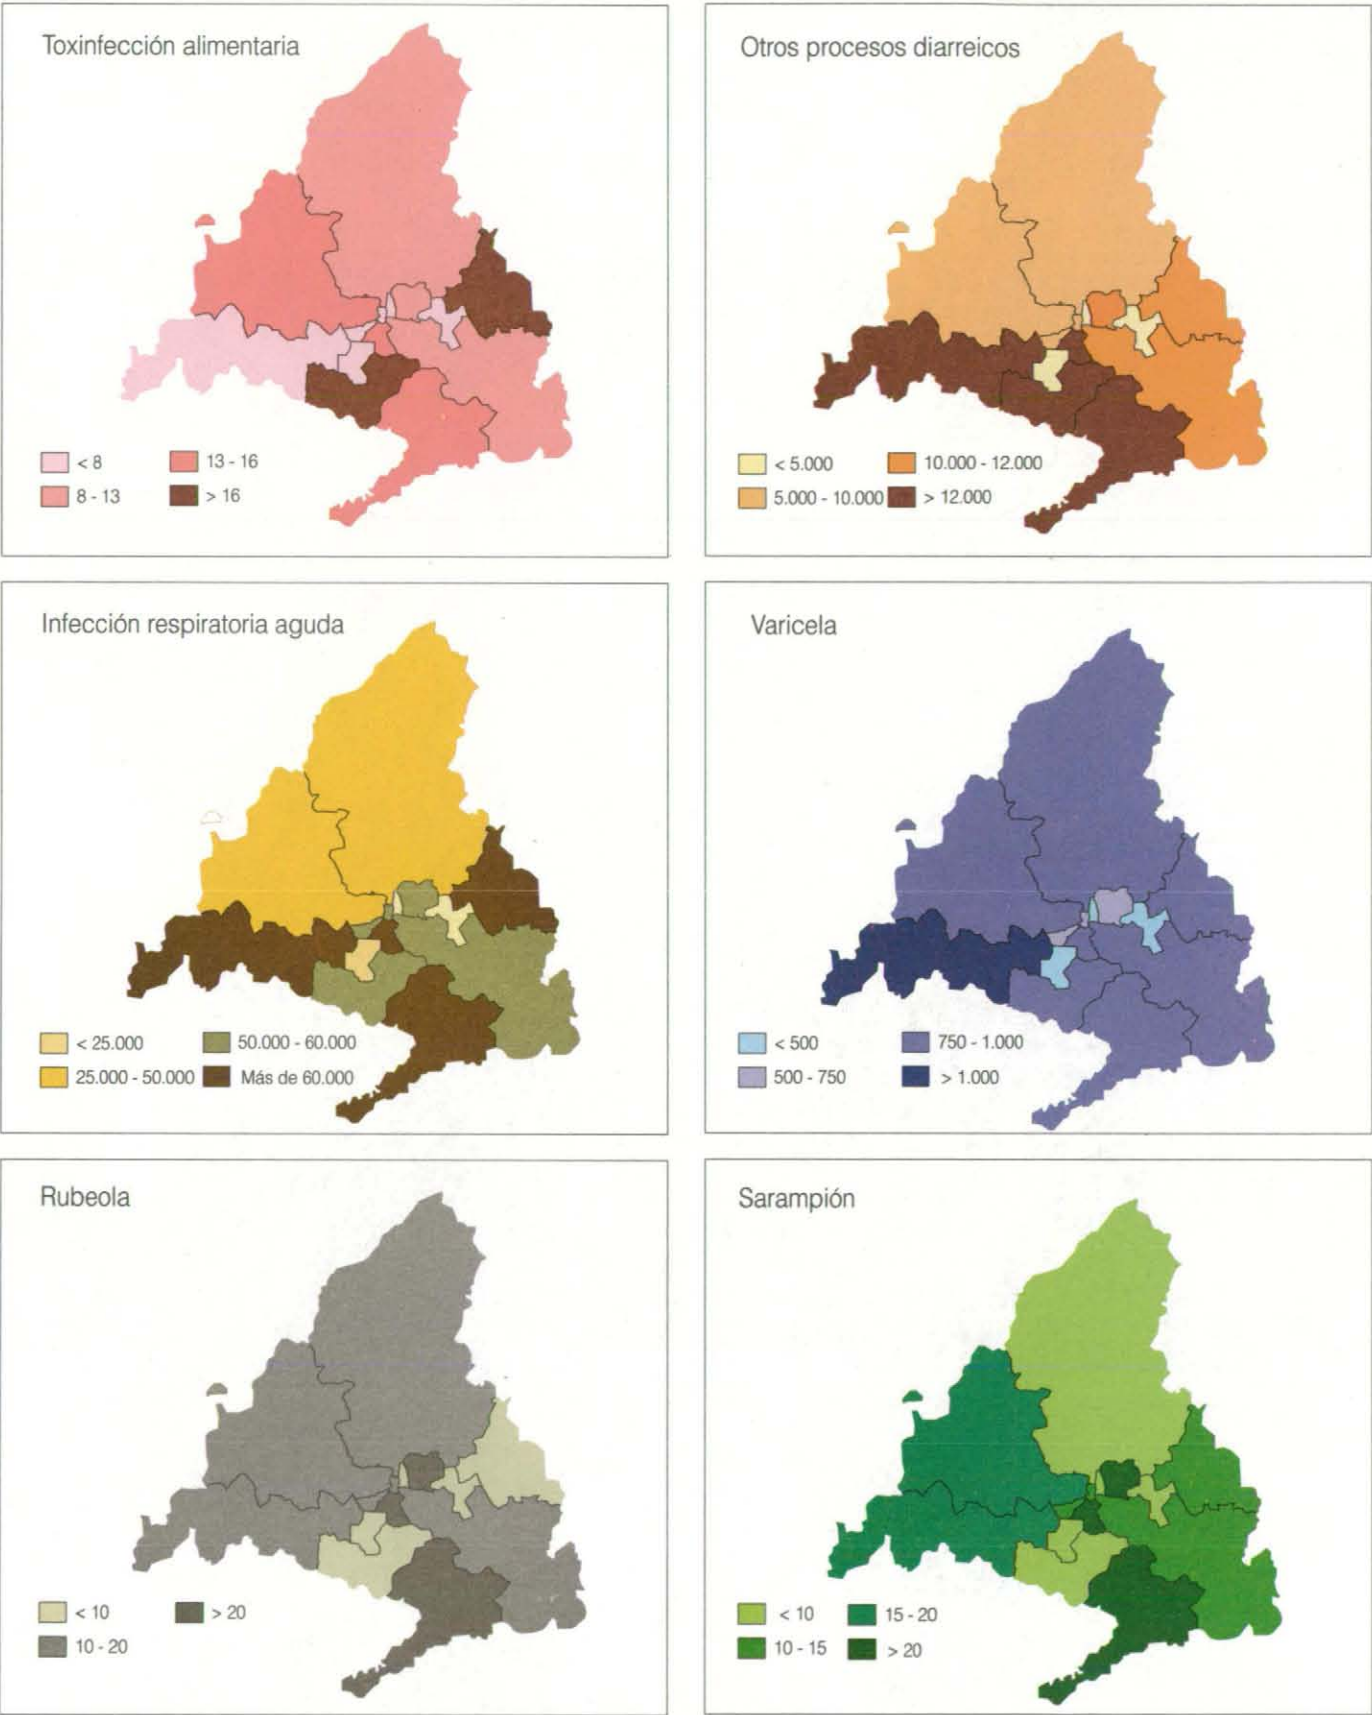 Toxinfección alimentaria
< 8
13 - 16
8 - 13
> 16
Otros procesos diarreicos
< 5.000
10.000 - 12.000
5.000 - 10.000
> 12.000
Infección respiratoria aguda
< 25.000
50.000 - 60.000
25.000 - 50.000
Más de 60.000
Varicela
< 500
750 - 1.000
500 - 750
> 1.000
Rubeola
< 10
> 20
10 - 20
Sarampión
< 10
15 - 20
10 - 15
> 20